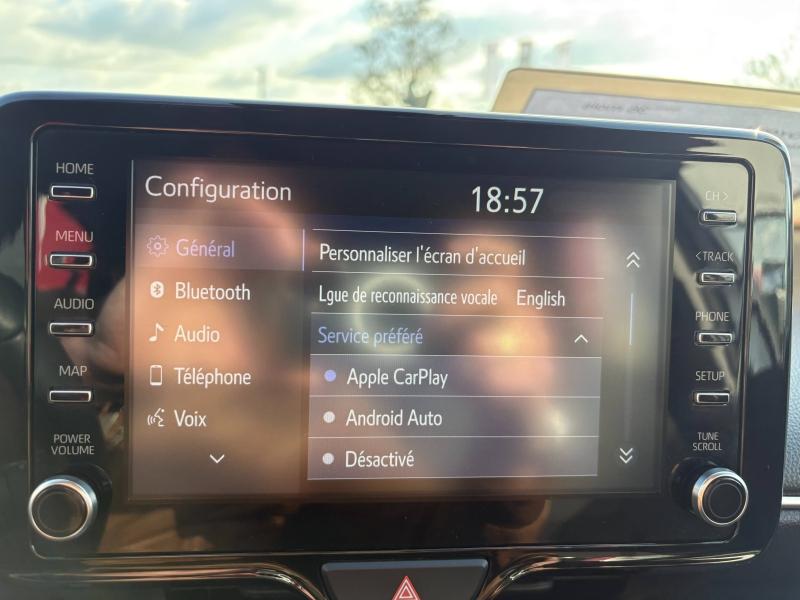 HOME
MENU
AUDIO
MAP
POWER
VOLUME
Configuration
18:57
Général
Bluetooth
Audio
Téléphone
Voix
Personnaliser l'écran d'accueil
Lgue de reconnaissance vocale English
Service préféré
Apple CarPlay
Android Auto
Désactivé
CH >
< TRACK
PHONE
SETUP
TUNE
SCROLL